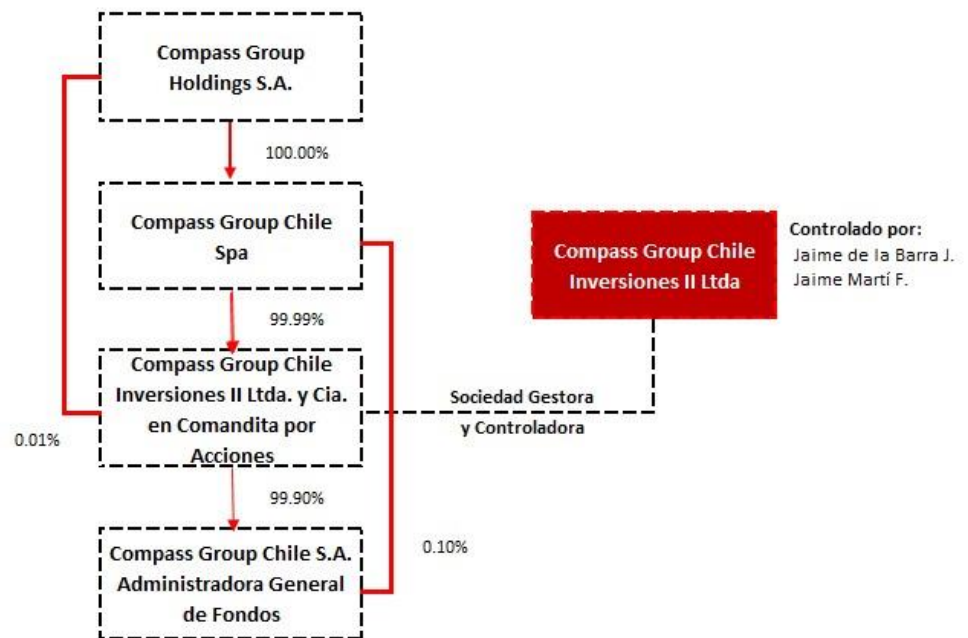 Compass Group
Holdings S.A.
100.00%
Compass Group Chile
Spa
Compass Group Chile
Inversiones II Ltda
Controlado por:
Jaime de la Barra J.
Jaime Martí F.
99.99%
Compass Group Chile
Inversiones II Ltda. y Cia.
en Comandita por
Acciones
Sociedad Gestora
y Controladora
0.01%
99.90%
Compass Group Chile S.A.
Administradora General
de Fondos
0.10%